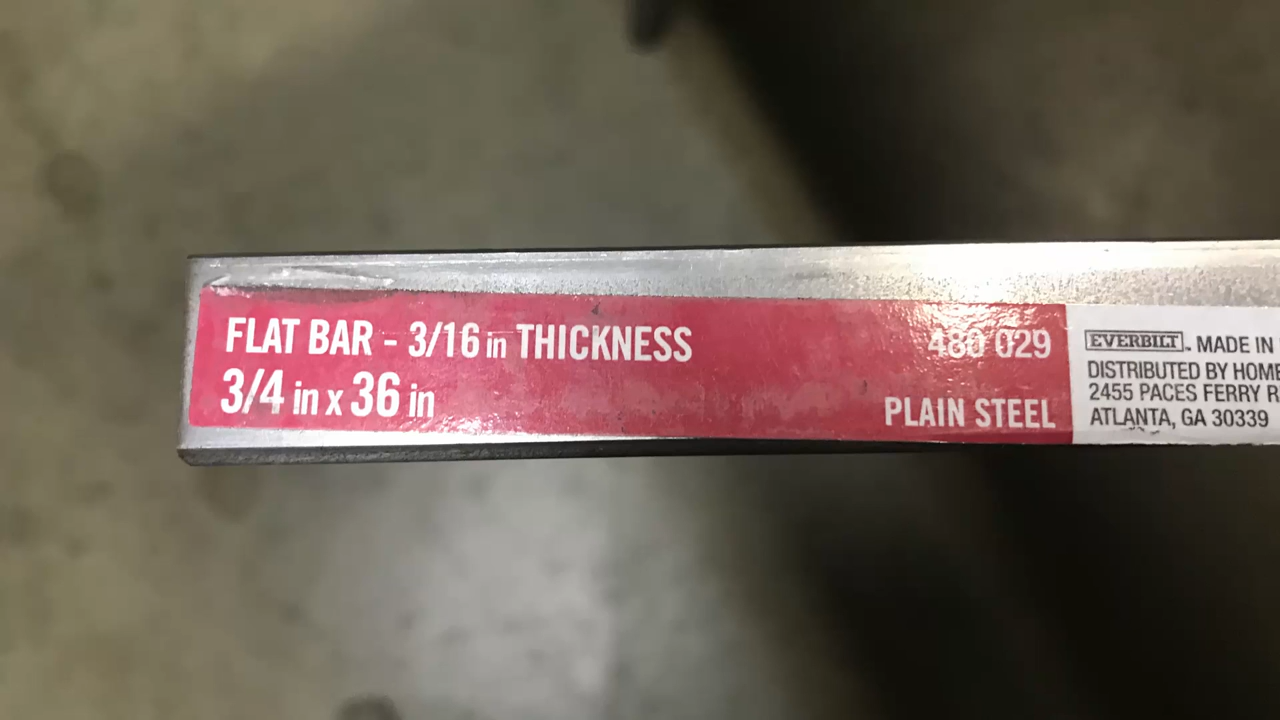 FLAT BAR - 3/16 in THICKNESS
3/4 in x 36 in
480 029
PLAIN STEEL
EVERBILT™ MADE IN
DISTRIBUTED BY HOME
2455 PACES FERRY R
ATLANTA, GA 30339